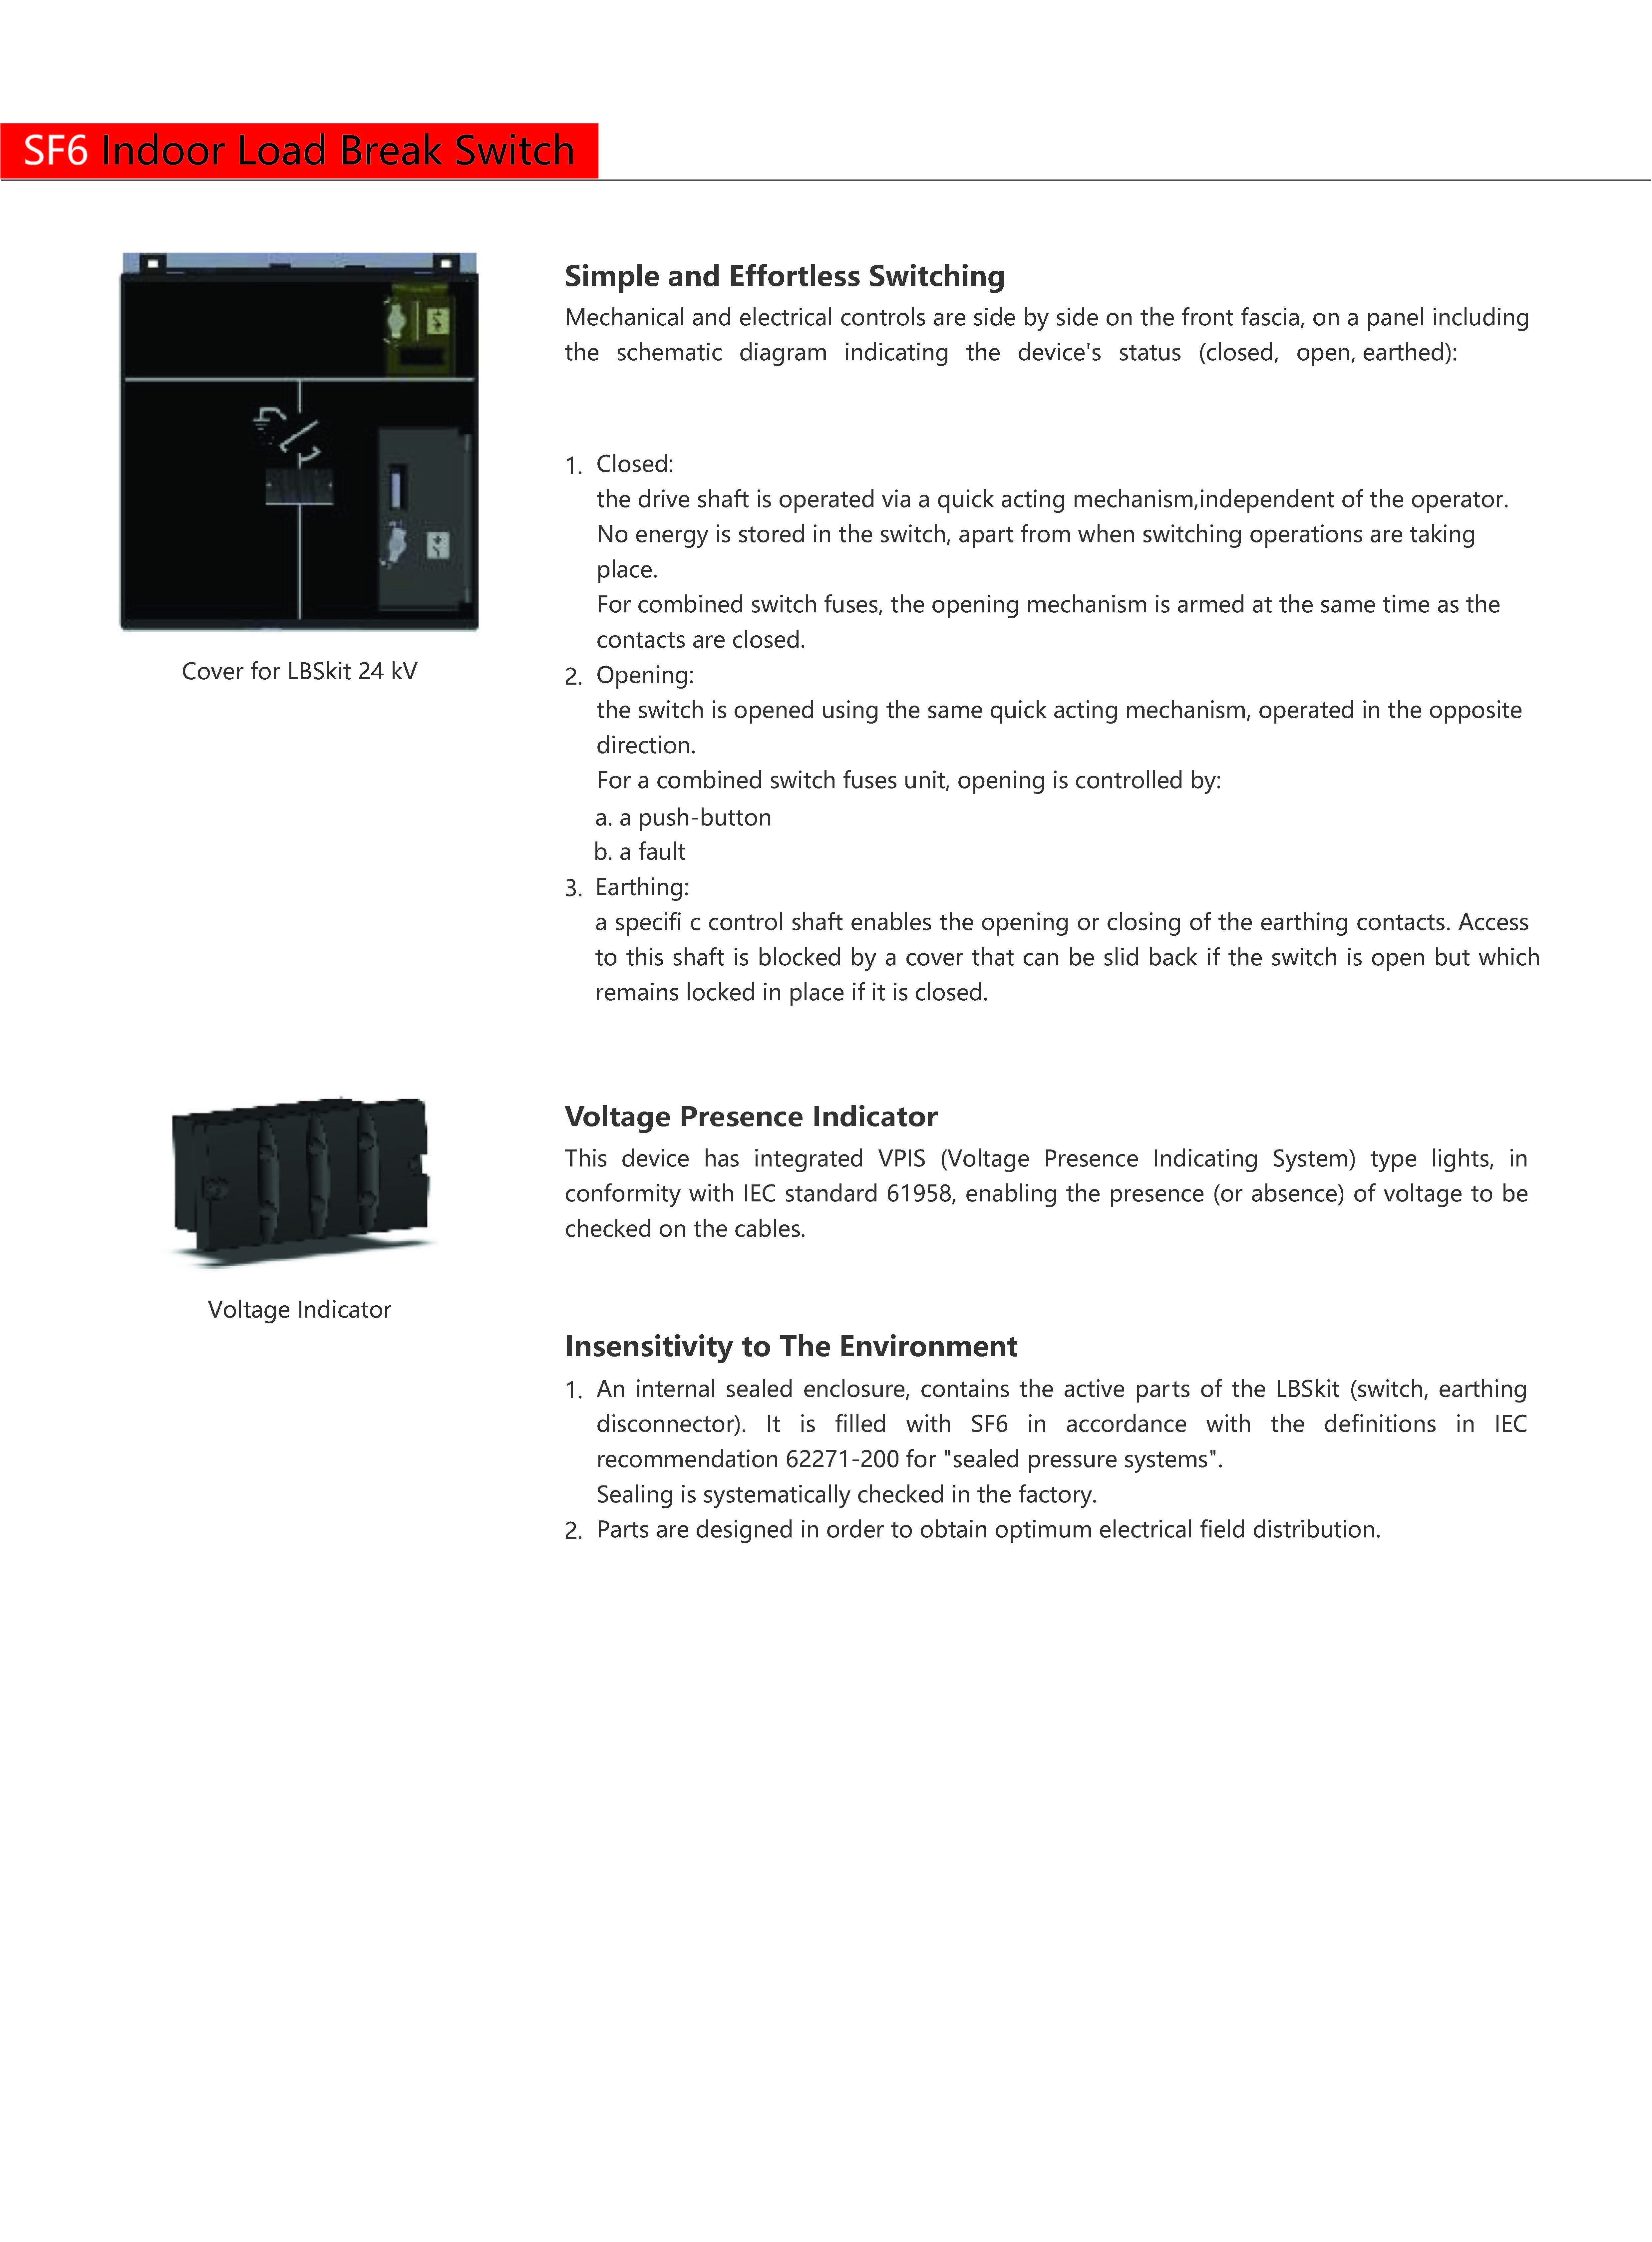 SF6 Indoor Load Break Switch
Simple and Effortless Switching
Mechanical and electrical controls are side by side on the front fascia, on a panel including
the schematic diagram indicating the device's status (closed, open, earthed):
1. Closed:
the drive shaft is operated via a quick acting mechanism,independent of the operator.
No energy is stored in the switch, apart from when switching operations are taking
place.
For combined switch fuses, the opening mechanism is armed at the same time as the
contacts are closed.
Cover for LBSkit 24 kV
2. Opening:
the switch is opened using the same quick acting mechanism, operated in the opposite
direction.
For a combined switch fuses unit, opening is controlled by:
a. a push-button
b. a fault
3. Earthing:
a specifi c control shaft enables the opening or closing of the earthing contacts. Access
to this shaft is blocked by a cover that can be slid back if the switch is open but which
remains locked in place if it is closed.
Voltage Presence Indicator
This device has integrated VPIS (Voltage Presence Indicating System) type lights, in
conformity with IEC standard 61958, enabling the presence (or absence) of voltage to be
checked on the cables.
Voltage Indicator
Insensitivity to The Environment
1. An internal sealed enclosure, contains the active parts of the LBSkit (switch, earthing
disconnector). It is filled with SF6 in accordance with the definitions in IEC
recommendation 62271-200 for "sealed pressure systems".
Sealing is systematically checked in the factory.
2. Parts are designed in order to obtain optimum electrical field distribution.